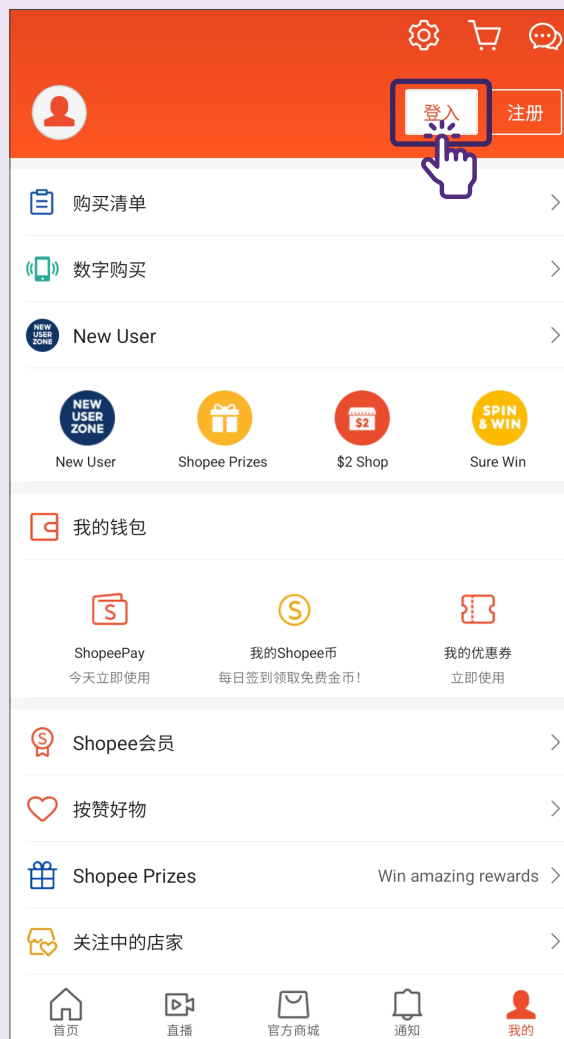 登入
注册
购买清单
数字购买
NEW
USER
ZONE
New User
NEW
USER
ZONE
$2
SPIN
& WIN
New User
Shopee Prizes
$2 Shop
Sure Win
我的钱包
S
S
ShopeePay
我的Shopee币
我的优惠券
今天立即使用
每日签到领取免费金币!
立即使用
S
Shopee会员
按赞好物
Shopee Prizes
Win amazing rewards
关注中的店家
首页
直播
官方商城
通知
我的